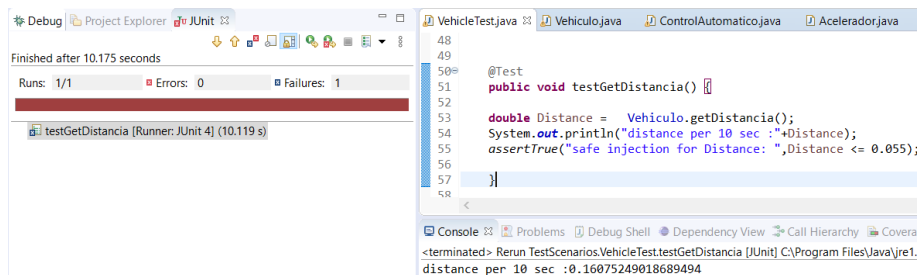 Debug Project Explorer JUnit
Finished after 10.175 seconds
Runs: 1/1 Errors: 0 Failures: 1
testGetDistancia [Runner: JUnit 4] (10.119 s)
VehicleTest.java Vehiculo.java ControlAutomatico.java Acelerador.java
48
49
50 @Test
51 public void testGetDistancia() {
52
53 double Distance = Vehiculo.getDistancia();
54 System.out.println("distance per 10 sec :"+Distance);
55 assertTrue("safe injection for Distance: ",Distance <= 0.055);
56
57 }
58
Console Problems Debug Shell Dependency View Call Hierarchy Covera
<terminated> Rerun TestScenarios.VehicleTest.testGetDistancia [JUnit] C:\Program Files\Java\jre1.
distance per 10 sec :0.16075249018689494